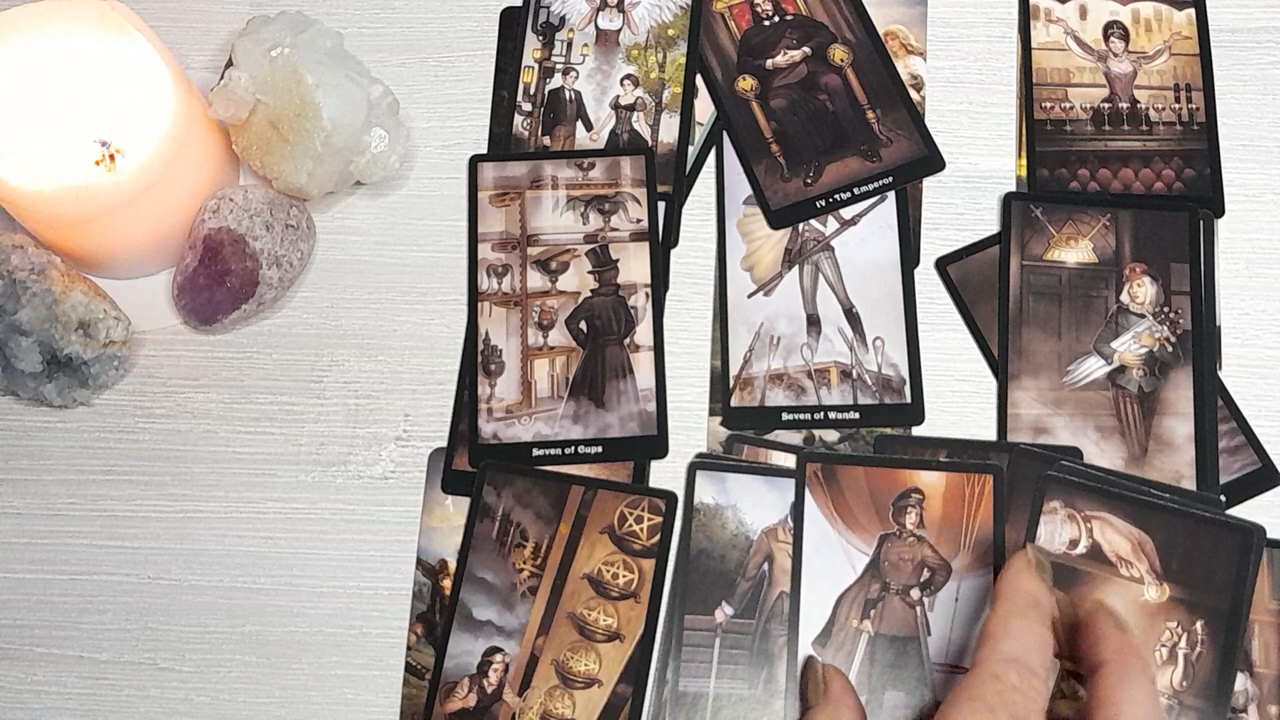 IV • The Emperor
Seven of Wands
Seven of Cups